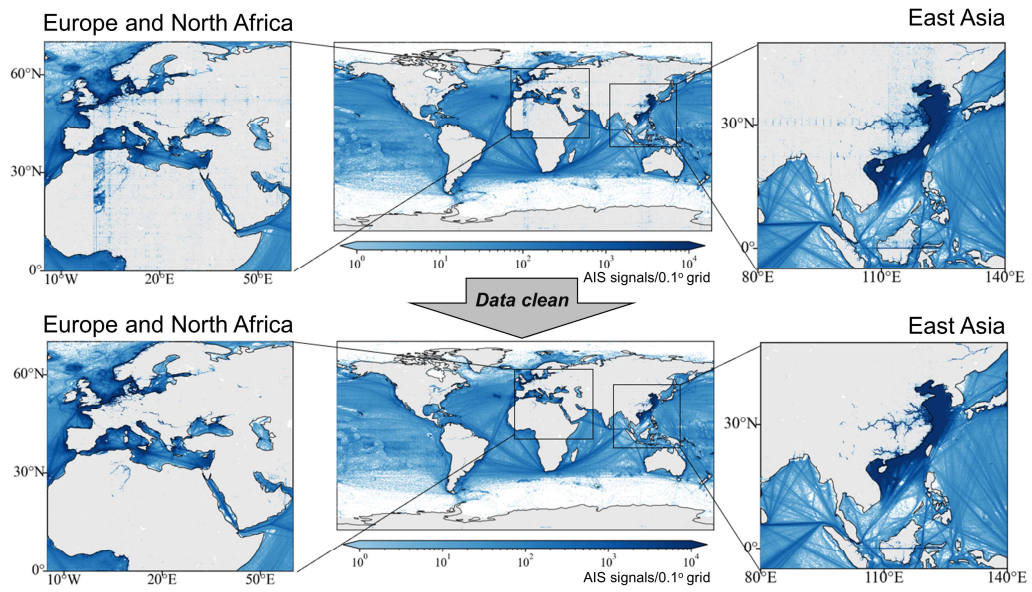 Europe and North Africa
East Asia
60°N
30°N
0°
10°W 20°E 50°E
10⁰ 10¹ 10² 10³ 10⁴
AIS signals/0.1° grid
30°N
0°
80°E 110°E 140°E
Data clean
Europe and North Africa
East Asia
60°N
30°N
0°
10°W 20°E 50°E
10⁰ 10¹ 10² 10³ 10⁴
AIS signals/0.1° grid
30°N
0°
80°E 110°E 140°E